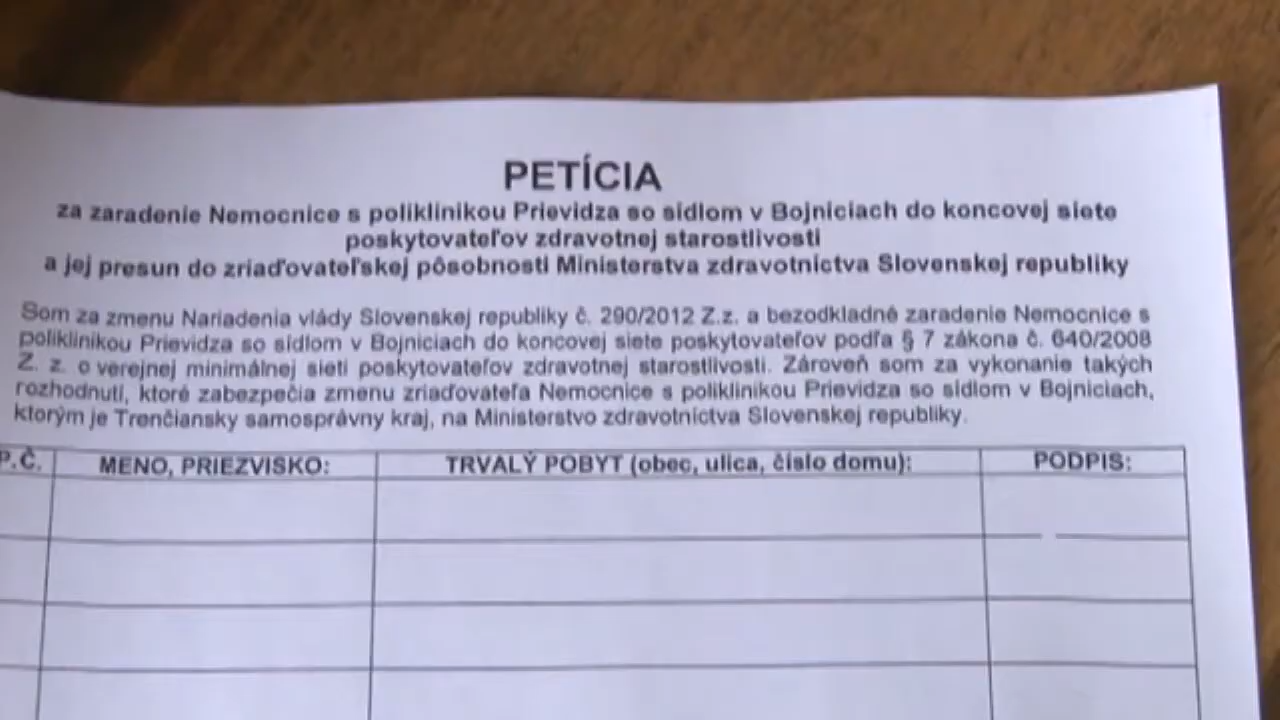 PETÍCIA
za zaradenie Nemocnice s poliklinikou Prievidza so sídlom v Bojniciach do koncovej siete
poskytovateľov zdravotnej starostlivosti
a jej presun do zriaďovateľskej pôsobnosti Ministerstva zdravotníctva Slovenskej republiky
Som za zmenu Nariadenia vlády Slovenskej republiky č. 290/2012 Z.z. a bezodkladné zaradenie Nemocnice s
poliklinikou Prievidza so sídlom v Bojniciach do koncovej siete poskytovateľov podľa § 7 zákona č. 640/2008
Z. z. o verejnej minimálnej sieti poskytovateľov zdravotnej starostlivosti. Zároveň som za vykonanie takých
rozhodnutí, ktoré zabezpečia zmenu zriaďovateľa Nemocnice s poliklinikou Prievidza so sídlom v Bojniciach,
ktorým je Trenčiansky samosprávny kraj, na Ministerstvo zdravotníctva Slovenskej republiky.
P.Č. MENO, PRIEZVISKO: TRVALÝ POBYT (obec, ulica, číslo domu): PODPIS: